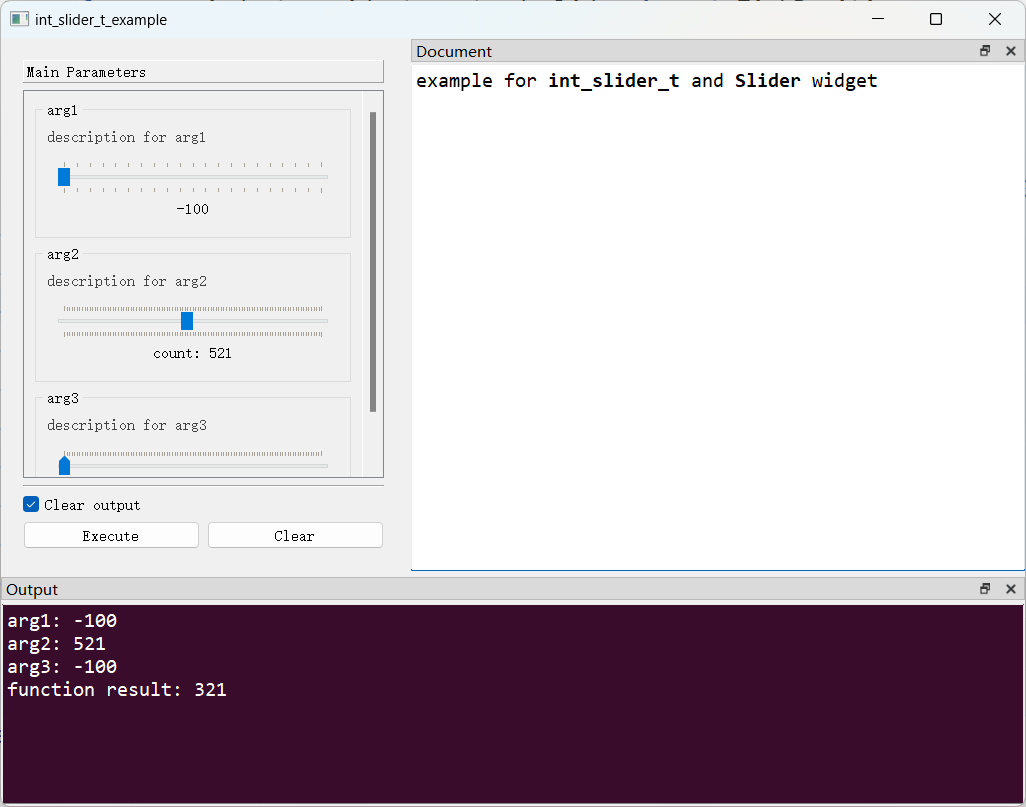 int_slider_t_example
Main Parameters
arg1
description for arg1
-100
arg2
description for arg2
count: 521
arg3
description for arg3
Clear output
Execute
Clear
Document
example for int_slider_t and Slider widget
Output
arg1: -100
arg2: 521
arg3: -100
function result: 321